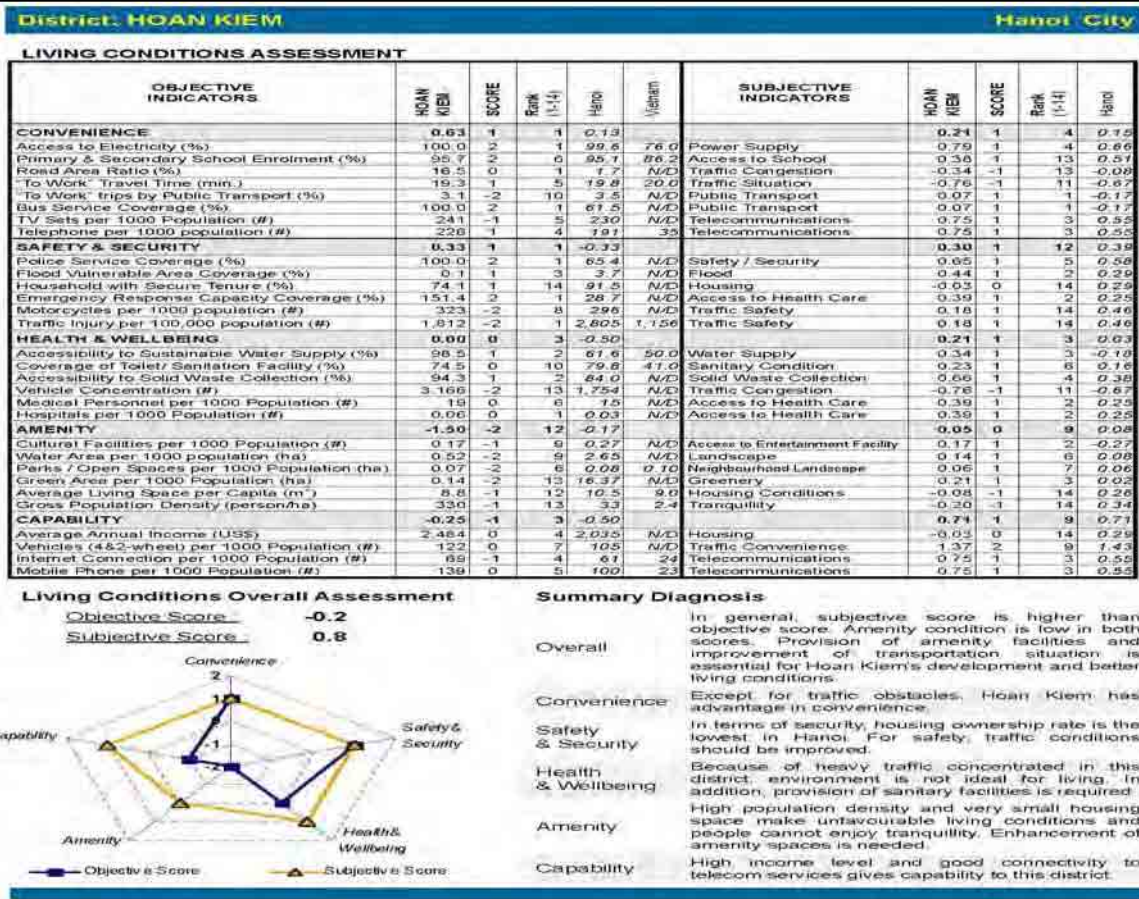 District: HOAN KIEM Hanoi City
LIVING CONDITIONS ASSESSMENT
OBJECTIVE INDICATORS HOAN KIEM SCORE Rank (1-14) Hanoi Vietnam SUBJECTIVE INDICATORS HOAN KIEM SCORE Rank (1-14) Hanoi
CONVENIENCE 0.63 1 1 0.13 0.21 1 4 0.15
Access to Electricity (%) 100.0 2 1 99.6 76.0 Power Supply 0.79 1 4 0.86
Primary & Secondary School Enrolment (%) 95.7 2 6 95.1 86.2 Access to School 0.38 1 13 0.51
Road Area Ratio (%) 16.5 0 1 1.7 N/D Traffic Congestion -0.34 -1 13 -0.08
"To Work" Travel Time (min.) 19.3 1 5 19.8 20.0 Traffic Situation -0.76 -1 11 -0.67
"To Work" trips by Public Transport (%) 3.1 -2 10 3.5 N/D Public Transport 0.07 1 1 -0.17
Bus Service Coverage (%) 100.0 2 1 61.5 N/D Public Transport 0.07 1 1 -0.17
TV Sets per 1000 Population (#) 241 -1 5 230 N/D Telecommunications 0.75 1 3 0.55
Telephone per 1000 population (#) 226 1 4 191 35 Telecommunications 0.75 1 3 0.55
SAFETY & SECURITY 0.33 1 1 -0.33 0.30 1 12 0.39
Police Service Coverage (%) 100.0 2 1 65.4 N/D Safety / Security 0.65 1 5 0.58
Flood Vulnerable Area Coverage (%) 0.1 1 3 3.7 N/D Flood 0.44 1 2 0.29
Household with Secure Tenure (%) 74.1 1 14 91.5 N/D Housing -0.03 0 14 0.29
Emergency Response Capacity Coverage (%) 151.4 2 1 28.7 N/D Access to Health Care 0.39 1 2 0.25
Motorcycles per 1000 population (#) 323 -2 8 296 N/D Traffic Safety 0.18 1 14 0.46
Traffic Injury per 100,000 population (#) 1,812 -2 1 2,805 1,156 Traffic Safety 0.18 1 14 0.46
HEALTH & WELLBEING 0.00 0 3 -0.50 0.21 1 3 0.03
Accessibility to Sustainable Water Supply (%) 98.5 1 2 61.6 50.0 Water Supply 0.34 1 3 -0.18
Coverage of Toilet/ Sanitation Facility (%) 74.5 0 10 79.8 41.0 Sanitary Condition 0.23 1 6 0.16
Accessibility to Solid Waste Collection (%) 94.3 1 2 84.0 N/D Solid Waste Collection 0.66 1 4 0.38
Vehicle Concentration (#) 3,166 -2 13 1,754 N/D Traffic Congestion -0.76 -1 11 -0.67
Medical Personnel per 1000 Population (#) 19 0 6 15 N/D Access to Health Care 0.39 1 2 0.25
Hospitals per 1000 Population (#) 0.06 0 1 0.03 N/D Access to Health Care 0.39 1 2 0.25
AMENITY -1.50 -2 12 -0.17 -0.05 0 9 0.08
Cultural Facilities per 1000 Population (#) 0.17 -1 9 0.27 N/D Access to Entertainment Facility 0.17 1 2 -0.27
Water Area per 1000 population (ha) 0.52 -2 9 2.65 N/D Landscape 0.14 1 6 0.08
Parks / Open Spaces per 1000 Population (ha) 0.07 -2 6 0.08 0.10 Neighbourhood Landscape 0.06 1 7 0.06
Green Area per 1000 Population (ha) 0.14 -2 13 16.37 N/D Greenery 0.21 1 3 0.02
Average Living Space per Capita (m²) 8.8 -1 12 10.5 9.0 Housing Conditions -0.08 -1 14 0.26
Gross Population Density (person/ha) 330 -1 13 33 2.4 Tranquility -0.20 -1 14 0.34
CAPABILITY -0.25 -1 3 -0.50 0.71 1 9 0.71
Average Annual Income (US$) 2,484 0 4 2,035 N/D Housing -0.03 0 14 0.29
Vehicles (4&2-wheel) per 1000 Population (#) 122 0 7 105 N/D Traffic Convenience 1.37 2 9 1.43
Internet Connection per 1000 Population (#) 69 -1 4 61 24 Telecommunications 0.75 1 3 0.55
Mobile Phone per 1000 Population (#) 139 0 5 100 23 Telecommunications 0.75 1 3 0.55
Living Conditions Overall Assessment
Objective Score : -0.2
Subjective Score : 0.8
Convenience
2
1
-1
-2
Safety & Security
Health & Wellbeing
Amenity
Capability
Objective Score Subjective Score
Summary Diagnosis
Overall
In general, subjective score is higher than
objective score. Amenity condition is low in both
scores. Provision of amenity facilities and
improvement of transportation situation is
essential for Hoan Kiem's development and better
living conditions.
Convenience
Except for traffic obstacles, Hoan Kiem has
advantage in convenience.
Safety & Security
In terms of security, housing ownership rate is the
lowest in Hanoi. For safety, traffic conditions
should be improved.
Health & Wellbeing
Because of heavy traffic concentrated in this
district, environment is not ideal for living. In
addition, provision of sanitary facilities is required
Amenity
High population density and very small housing
space make unfavourable living conditions and
people cannot enjoy tranquillity. Enhancement of
amenity spaces is needed.
Capability
High income level and good connectivity to
telecom services gives capability to this district.